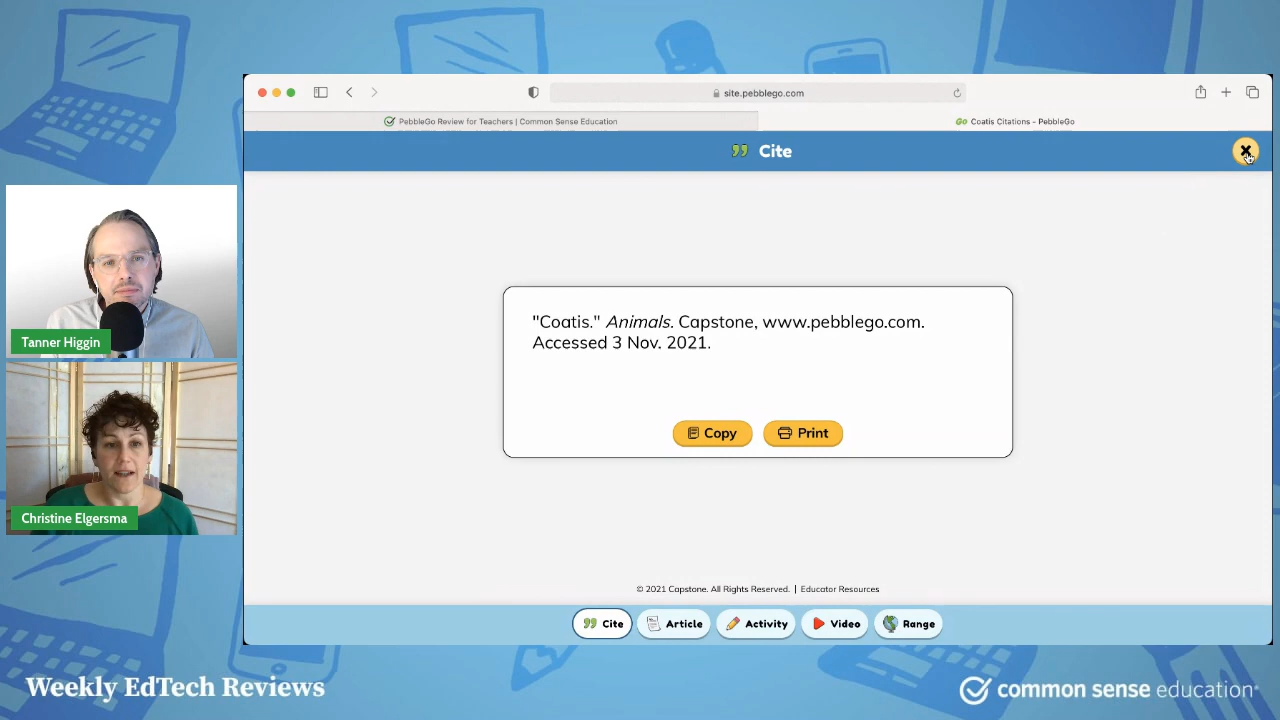 site.pebblego.com
PebbleGo Review for Teachers | Common Sense Education
Go Coatis Citations - PebbleGo
Cite
"Coatis." Animals. Capstone, www.pebblego.com.
Accessed 3 Nov. 2021.
Copy
Print
© 2021 Capstone. All Rights Reserved. | Educator Resources
Cite
Article
Activity
Video
Range
Tanner Higgin
Christine Elgersma
Weekly EdTech Reviews
common sense education®